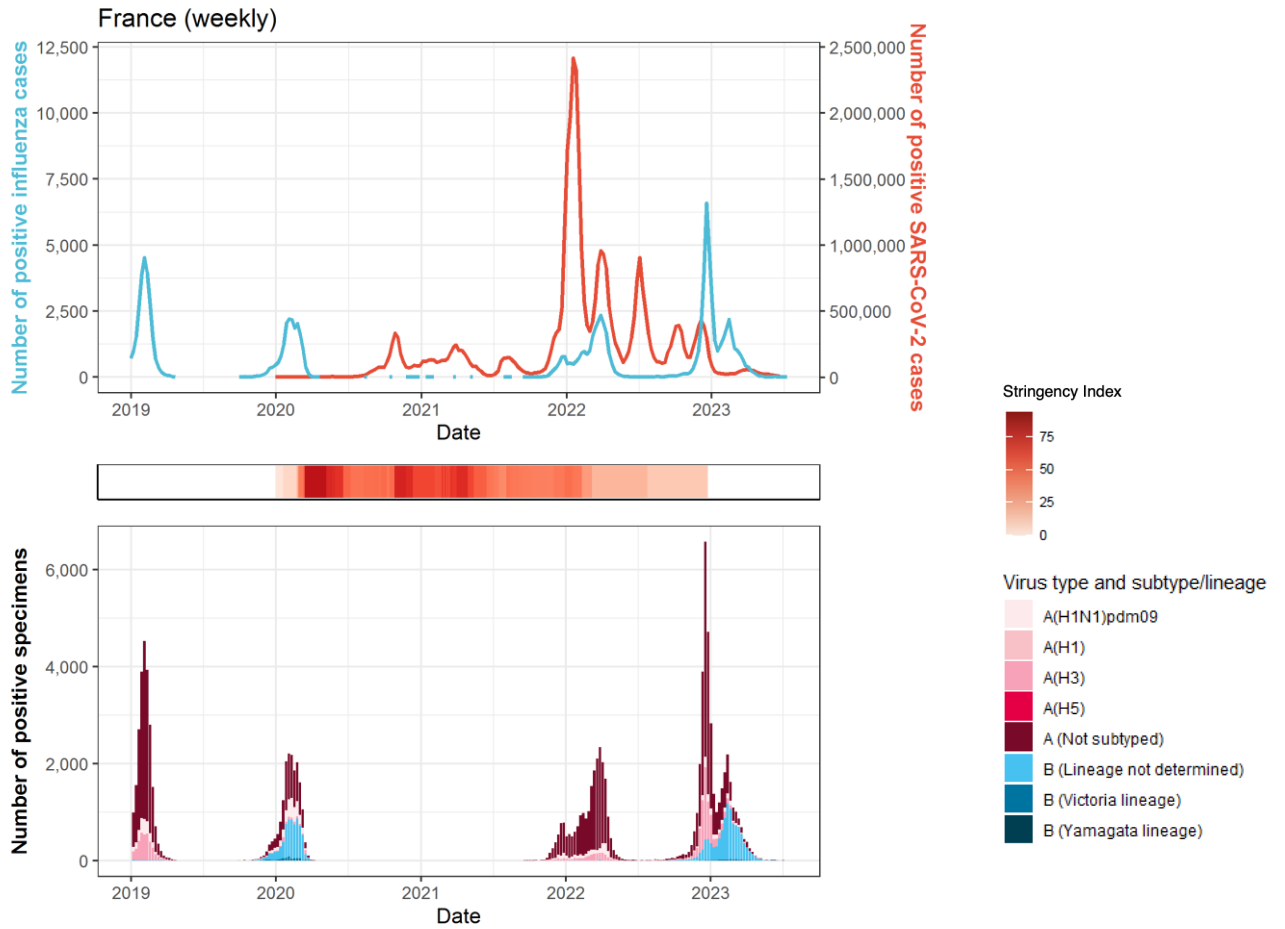 France (weekly)
Number of positive influenza cases
12,500
10,000
7,500
5,000
2,500
0
2,500,000
2,000,000
1,500,000
1,000,000
500,000
0
Number of positive SARS-CoV-2 cases
2019
2020
2021
2022
2023
Date
Stringency Index
75
50
25
0
Number of positive specimens
6,000
4,000
2,000
0
2019
2020
2021
2022
2023
Date
Virus type and subtype/lineage
A(H1N1)pdm09
A(H1)
A(H3)
A(H5)
A (Not subtyped)
B (Lineage not determined)
B (Victoria lineage)
B (Yamagata lineage)